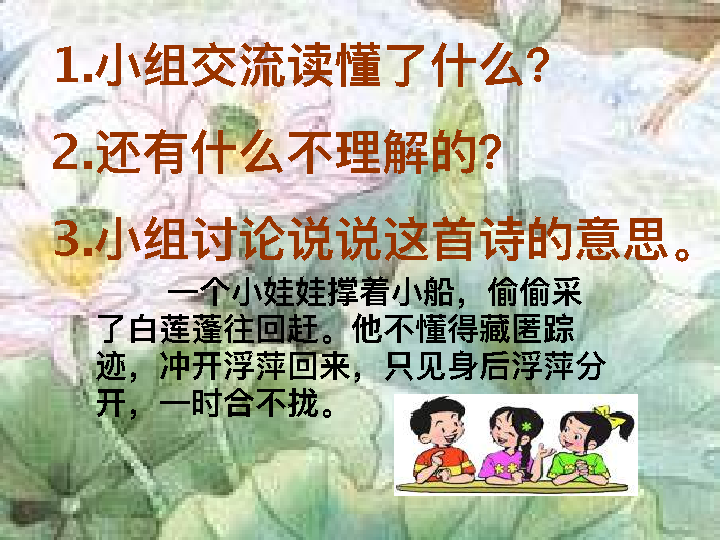 1.小组交流读懂了什么?
2.还有什么不理解的?
3.小组讨论说说这首诗的意思。
一个小娃娃撑着小船，偷偷采
了白莲蓬往回赶。他不懂得藏匿踪
迹，冲开浮萍回来，只见身后浮萍分
开，一时合不拢。